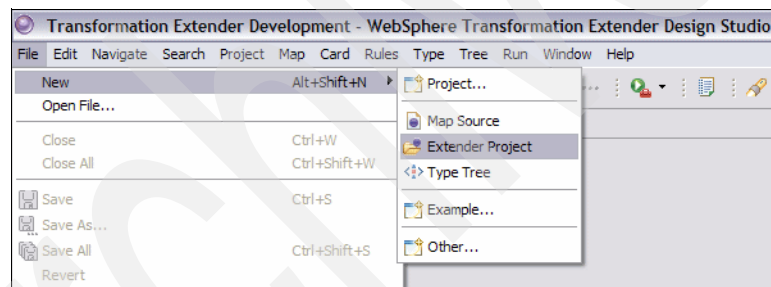 Transformation Extender Development - WebSphere Transformation Extender Design Studio
File Edit Navigate Search Project Map Card Rules Type Tree Run Window Help
New Alt+Shift+N
Open File...
Close Ctrl+W
Close All Ctrl+Shift+W
Save Ctrl+S
Save As...
Save All Ctrl+Shift+S
Revert
Project...
Map Source
Extender Project
Type Tree
Example...
Other...